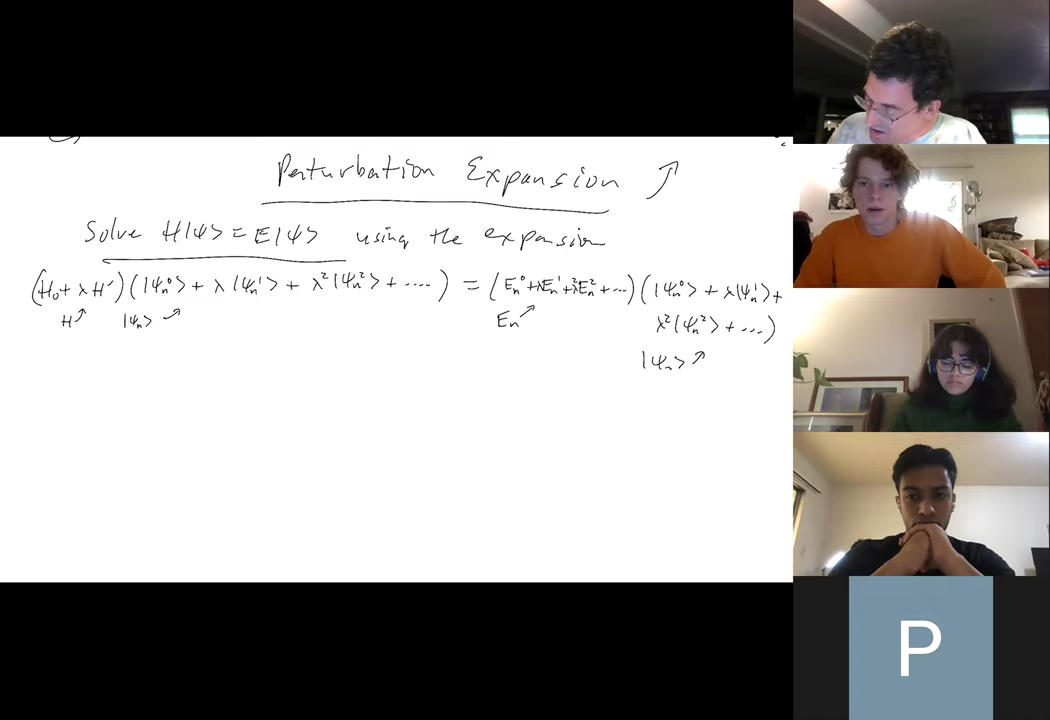 Perturbation Expansion
Solve H|ψ> = E|ψ> using the expansion
(H₀ + λ H')(|ψₙ⁰> + λ |ψₙ¹> + λ²|ψₙ²> + ....) = (Eₙ⁰ + λEₙ¹ + λ²Eₙ² + ...)(|ψₙ⁰> + λ|ψₙ¹> +
λ²|ψₙ²> + ...)
H |ψₙ> Eₙ
|ψₙ>
P